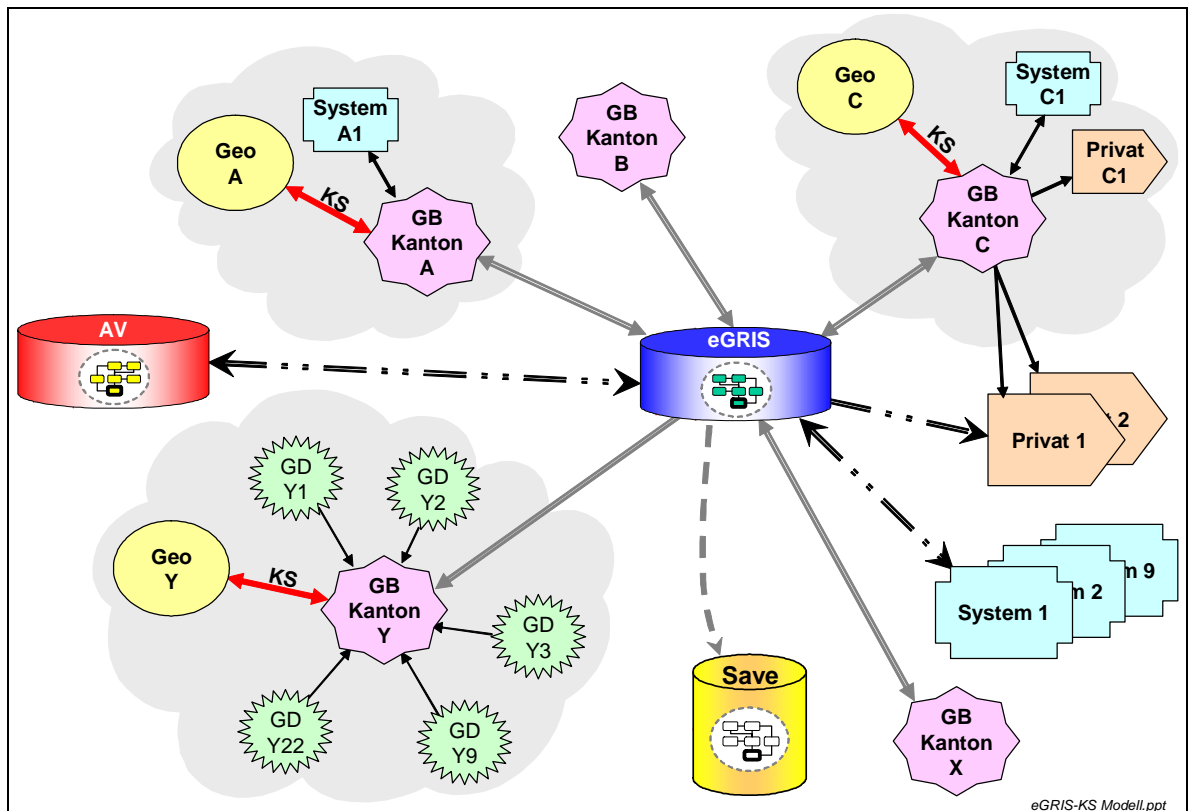 Geo
A
System
A1
KS
GB
Kanton
A
GB
Kanton
B
Geo
C
System
C1
KS
Privat
C1
GB
Kanton
C
AV
eGRIS
2
Privat 1
GD
Y1
GD
Y2
Geo
Y
KS
GB
Kanton
Y
GD
Y3
GD
Y22
GD
Y9
Save
m 9
m 2
System 1
GB
Kanton
X
eGRIS-KS Modell.ppt